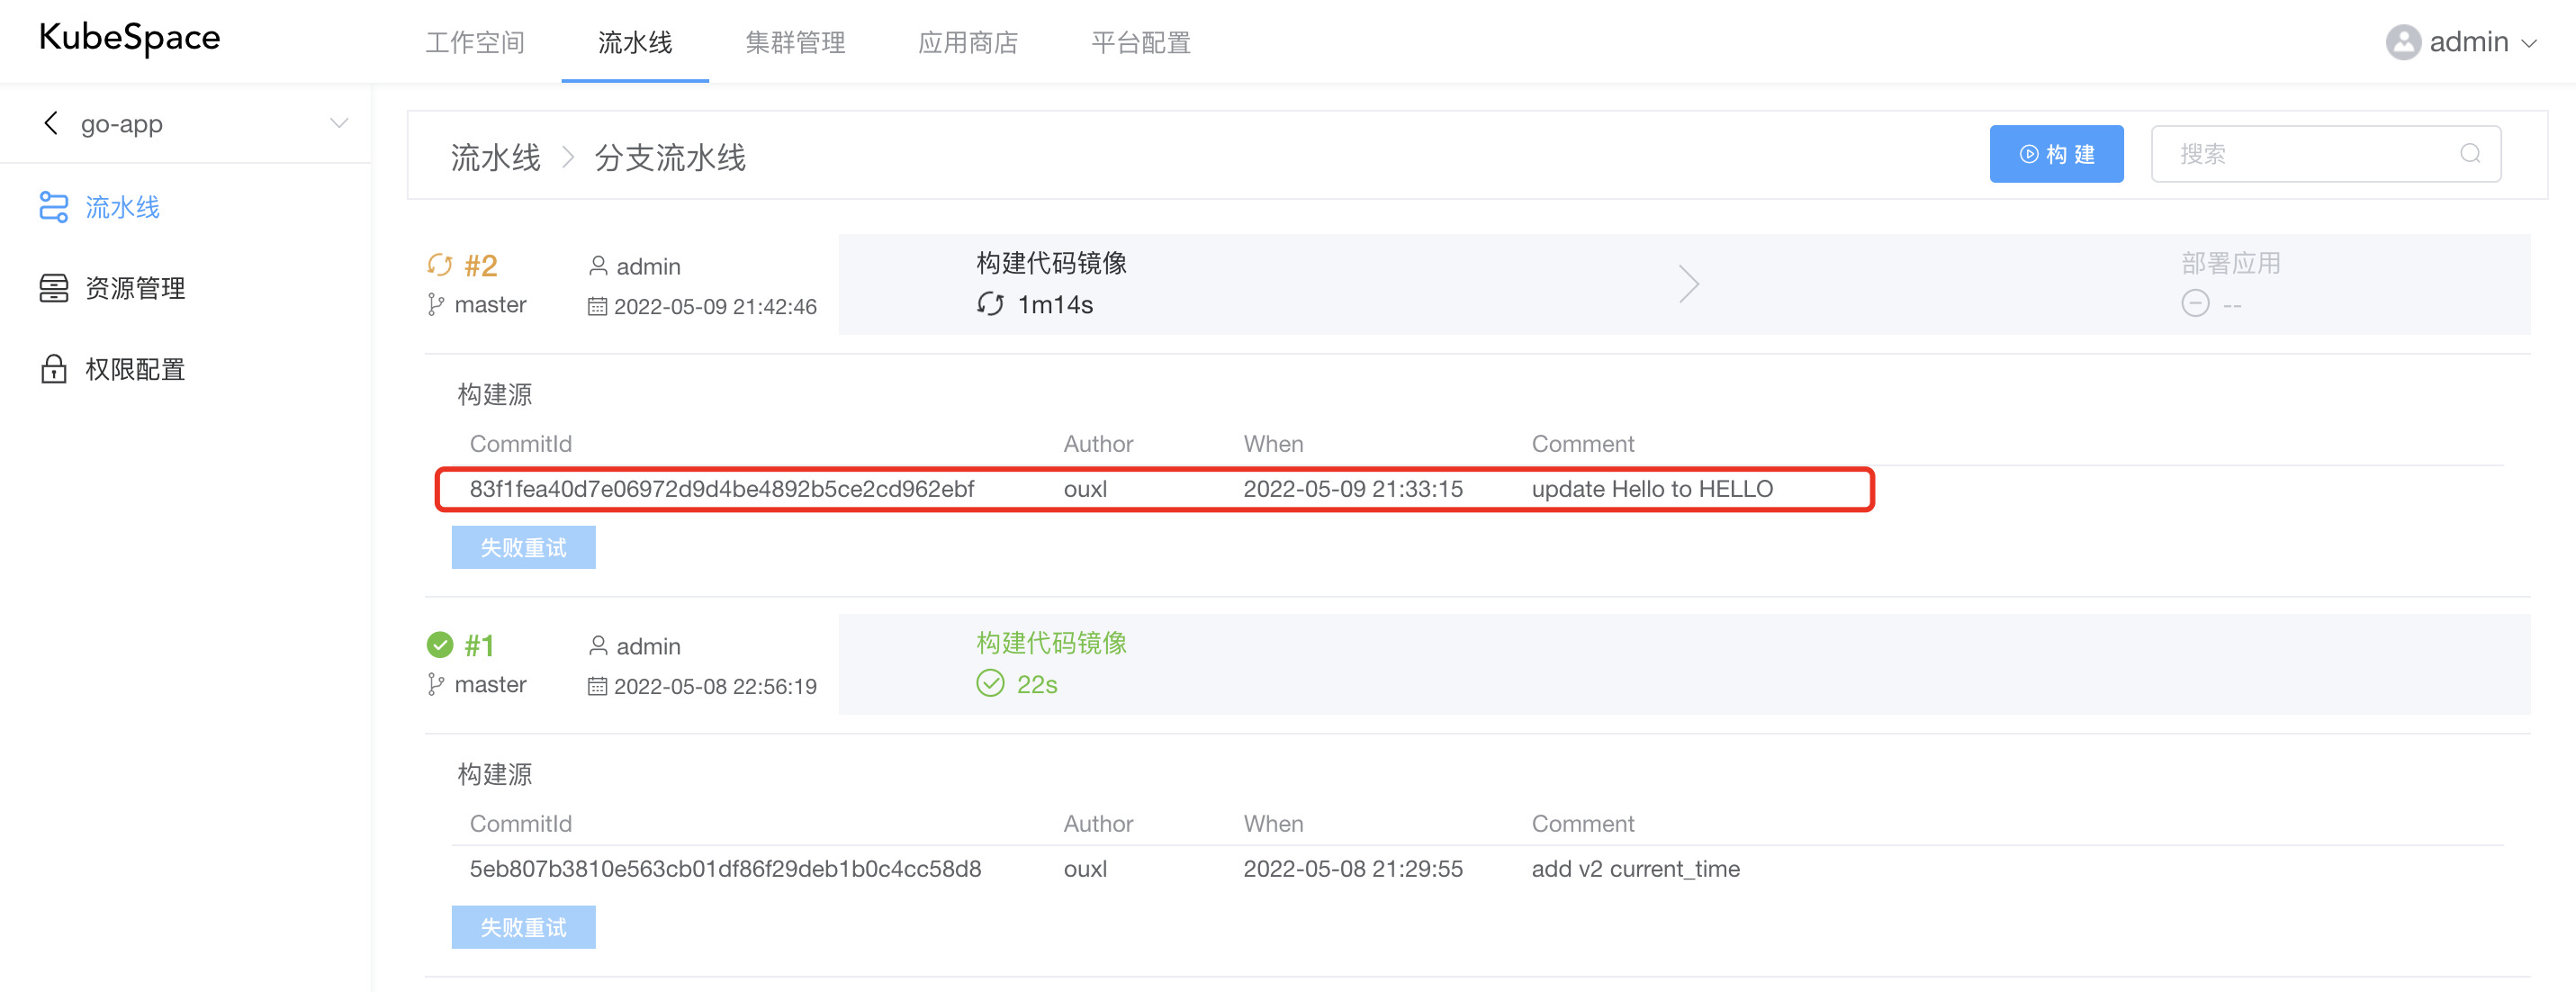 KubeSpace 工作空间 流水线 集群管理 应用商店 平台配置 admin
go-app
流水线
资源管理
权限配置
流水线 > 分支流水线 构 建 搜索
#2 admin 构建代码镜像 部署应用
master 2022-05-09 21:42:46 1m14s --
构建源
CommitId Author When Comment
83f1fea40d7e06972d9d4be4892b5ce2cd962ebf ouxl 2022-05-09 21:33:15 update Hello to HELLO
失败重试
#1 admin 构建代码镜像
master 2022-05-08 22:56:19 22s
构建源
CommitId Author When Comment
5eb807b3810e563cb01df86f29deb1b0c4cc58d8 ouxl 2022-05-08 21:29:55 add v2 current_time
失败重试